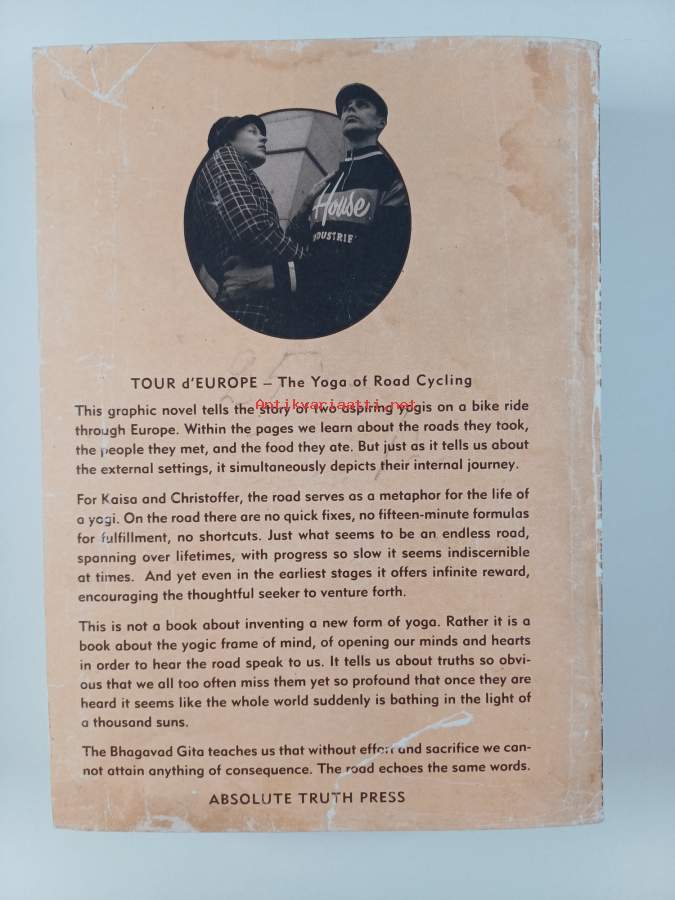 House
INDUSTRIE
TOUR d'EUROPE – The Yoga of Road Cycling
Antikvariaatti.net
This graphic novel tells the story of two aspiring yogis on a bike ride
through Europe. Within the pages we learn about the roads they took,
the people they met, and the food they ate. But just as it tells us about
the external settings, it simultaneously depicts their internal journey.
For Kaisa and Christoffer, the road serves as a metaphor for the life of
a yogi. On the road there are no quick fixes, no fifteen-minute formulas
for fulfillment, no shortcuts. Just what seems to be an endless road,
spanning over lifetimes, with progress so slow it seems indiscernible
at times. And yet even in the earliest stages it offers infinite reward,
encouraging the thoughtful seeker to venture forth.
This is not a book about inventing a new form of yoga. Rather it is a
book about the yogic frame of mind, of opening our minds and hearts
in order to hear the road speak to us. It tells us about truths so obvi-
ous that we all too often miss them yet so profound that once they are
heard it seems like the whole world suddenly is bathing in the light of
a thousand suns.
The Bhagavad Gita teaches us that without effort and sacrifice we can-
not attain anything of consequence. The road echoes the same words.
ABSOLUTE TRUTH PRESS